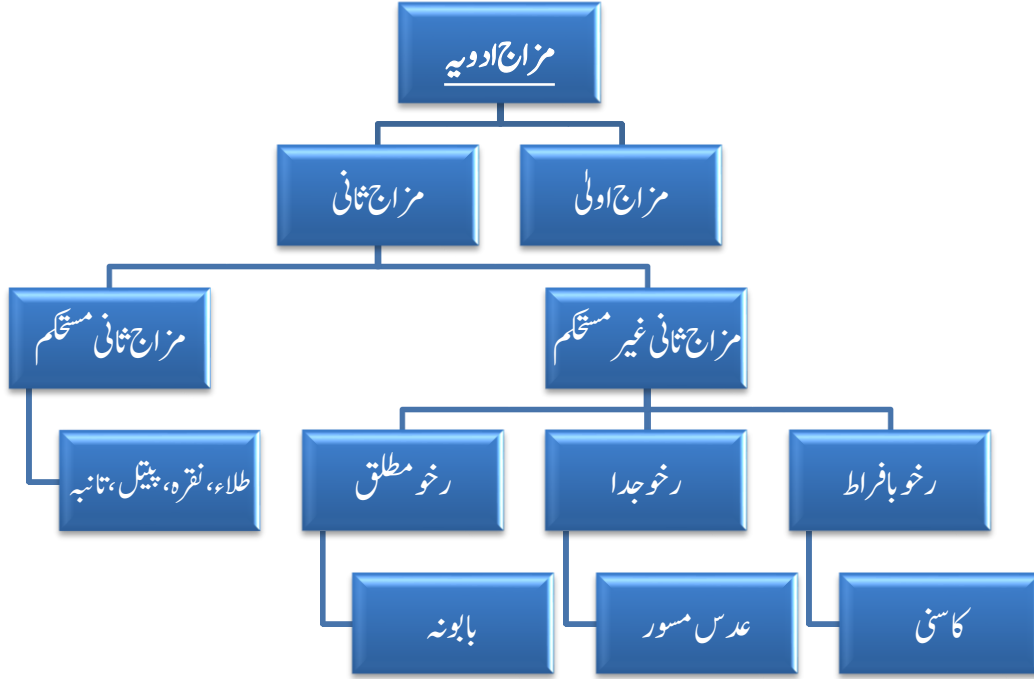 مزاج ادویہ
مزاج اولیٰ
مزاج ثانی
مزاج ثانی غیر مستحکم
مزاج ثانی مستحکم
رخو بافراط
رخو جدا
رخو مطلق
طلاء، نقرہ، پیتل، تانبہ
کاسنی
عدس مسور
بابونہ